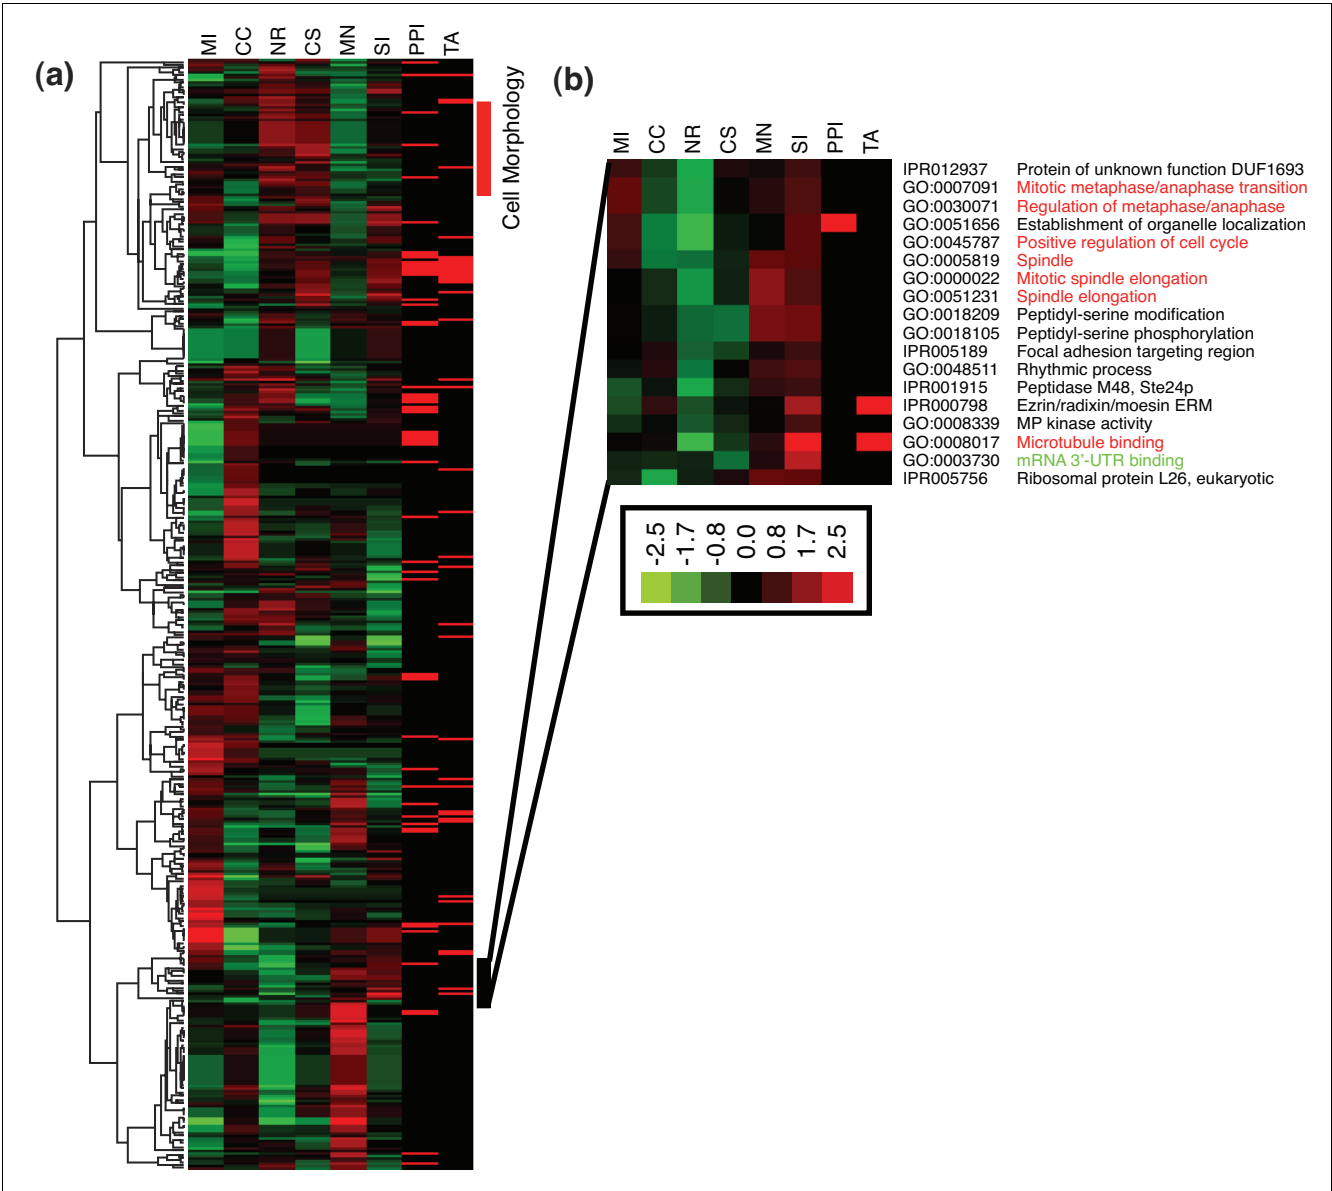 (a)
MI CC NR CS MN SI PPI TA
Cell Morphology
(b)
MI CC NR CS MN SI PPI TA
IPR012937 Protein of unknown function DUF1693
GO:0007091 Mitotic metaphase/anaphase transition
GO:0030071 Regulation of metaphase/anaphase
GO:0051656 Establishment of organelle localization
GO:0045787 Positive regulation of cell cycle
GO:0005819 Spindle
GO:0000022 Mitotic spindle elongation
GO:0051231 Spindle elongation
GO:0018209 Peptidyl-serine modification
GO:0018105 Peptidyl-serine phosphorylation
IPR005189 Focal adhesion targeting region
GO:0048511 Rhythmic process
IPR001915 Peptidase M48, Ste24p
IPR000798 Ezrin/radixin/moesin ERM
GO:0008339 MP kinase activity
GO:0008017 Microtubule binding
GO:0003730 mRNA 3'-UTR binding
IPR005756 Ribosomal protein L26, eukaryotic
-2.5 -1.7 -0.8 0.0 0.8 1.7 2.5